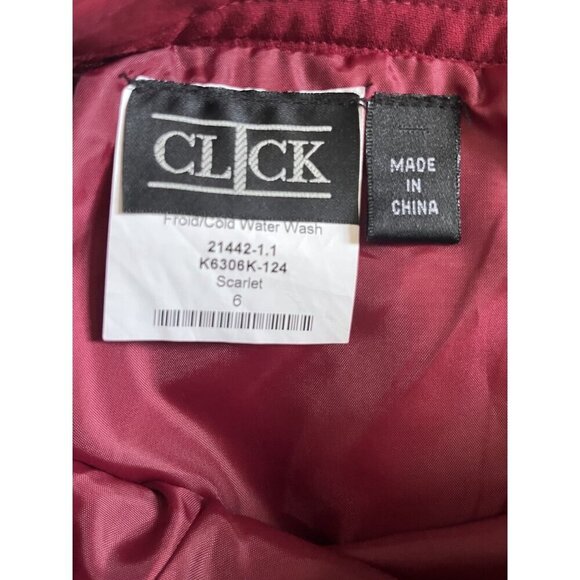 CLICK
Froid/Cold Water Wash
21442-1.1
K6306K-124
Scarlet
6
MADE
IN
CHINA